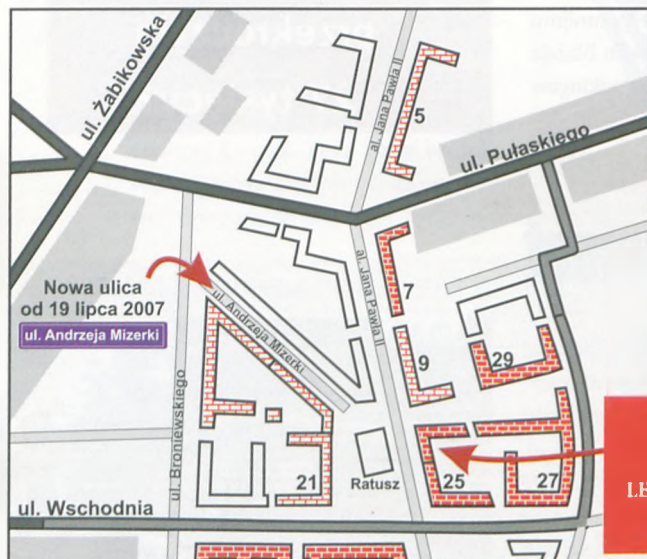 ul. Żabikowska
al. Jana Pawła II
5
ul. Pułaskiego
Nowa ulica
od 19 lipca 2007
ul. Andrzeja Mizerki
ul. Andrzeja Mizerki
al. Jana Pawła II
7
9
29
ul. Broniewskiego
21
Ratusz
25
27
ul. Wschodnia